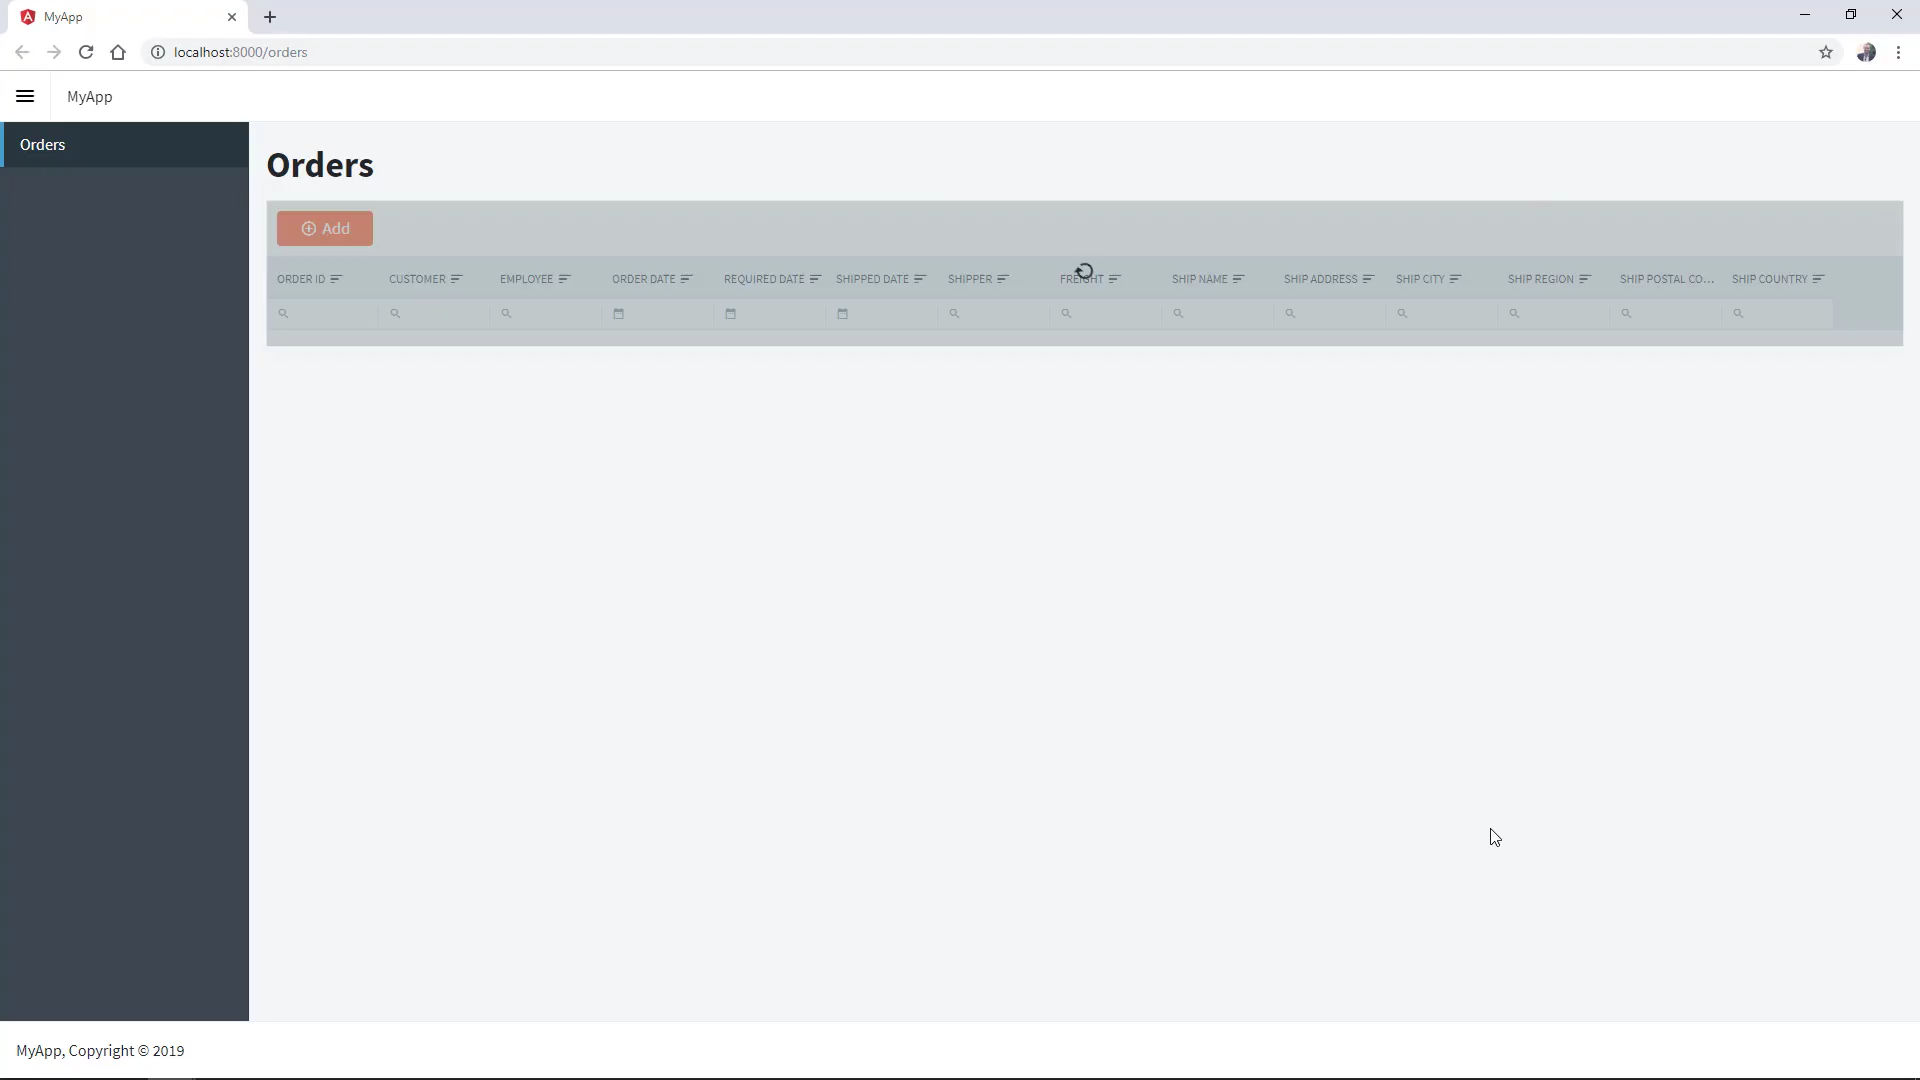 MyApp
localhost:8000/orders
MyApp
Orders
Orders
Add
ORDER ID
CUSTOMER
EMPLOYEE
ORDER DATE
REQUIRED DATE
SHIPPED DATE
SHIPPER
FREIGHT
SHIP NAME
SHIP ADDRESS
SHIP CITY
SHIP REGION
SHIP POSTAL CO...
SHIP COUNTRY
MyApp, Copyright © 2019